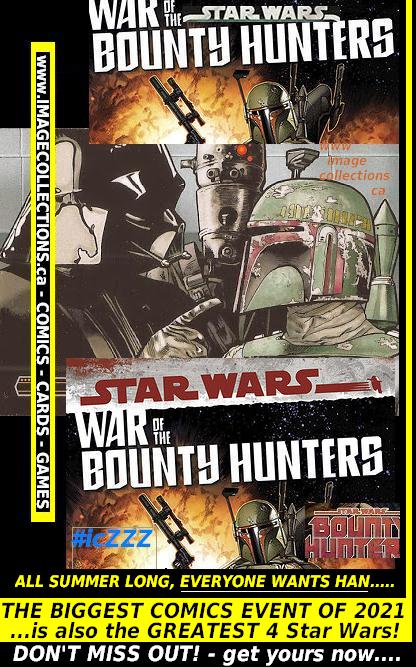 WAR
OF
THE
STAR WARS
BOUNTY HUNTERS
www.IMAGECOLLECTIONS.ca - COMICS - CARDS - GAMES
www
image
collections
ca
STAR WARS
WAR
OF
THE
BOUNTY HUNTERS
STAR WARS
BOUNTY
HUNTERS
#IcZZZ
ALL SUMMER LONG, EVERYONE WANTS HAN.....
THE BIGGEST COMICS EVENT OF 2021
...is also the GREATEST 4 Star Wars!
DON'T MISS OUT! - get yours now....